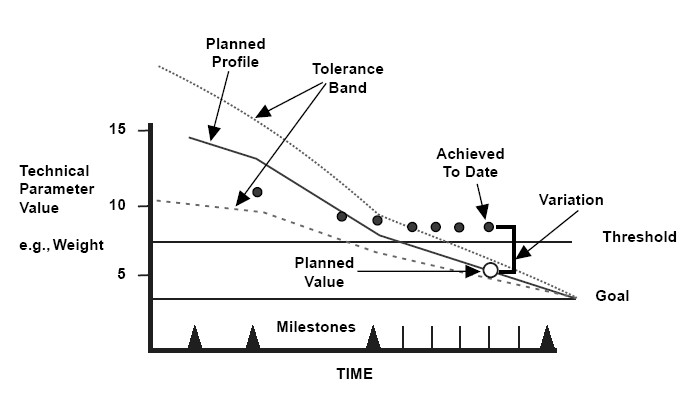 Planned
Profile
Tolerance
Band
15
Achieved
To Date
Technical
Parameter
Value
10
Variation
e.g., Weight
Threshold
Planned
Value
5
Goal
Milestones
TIME